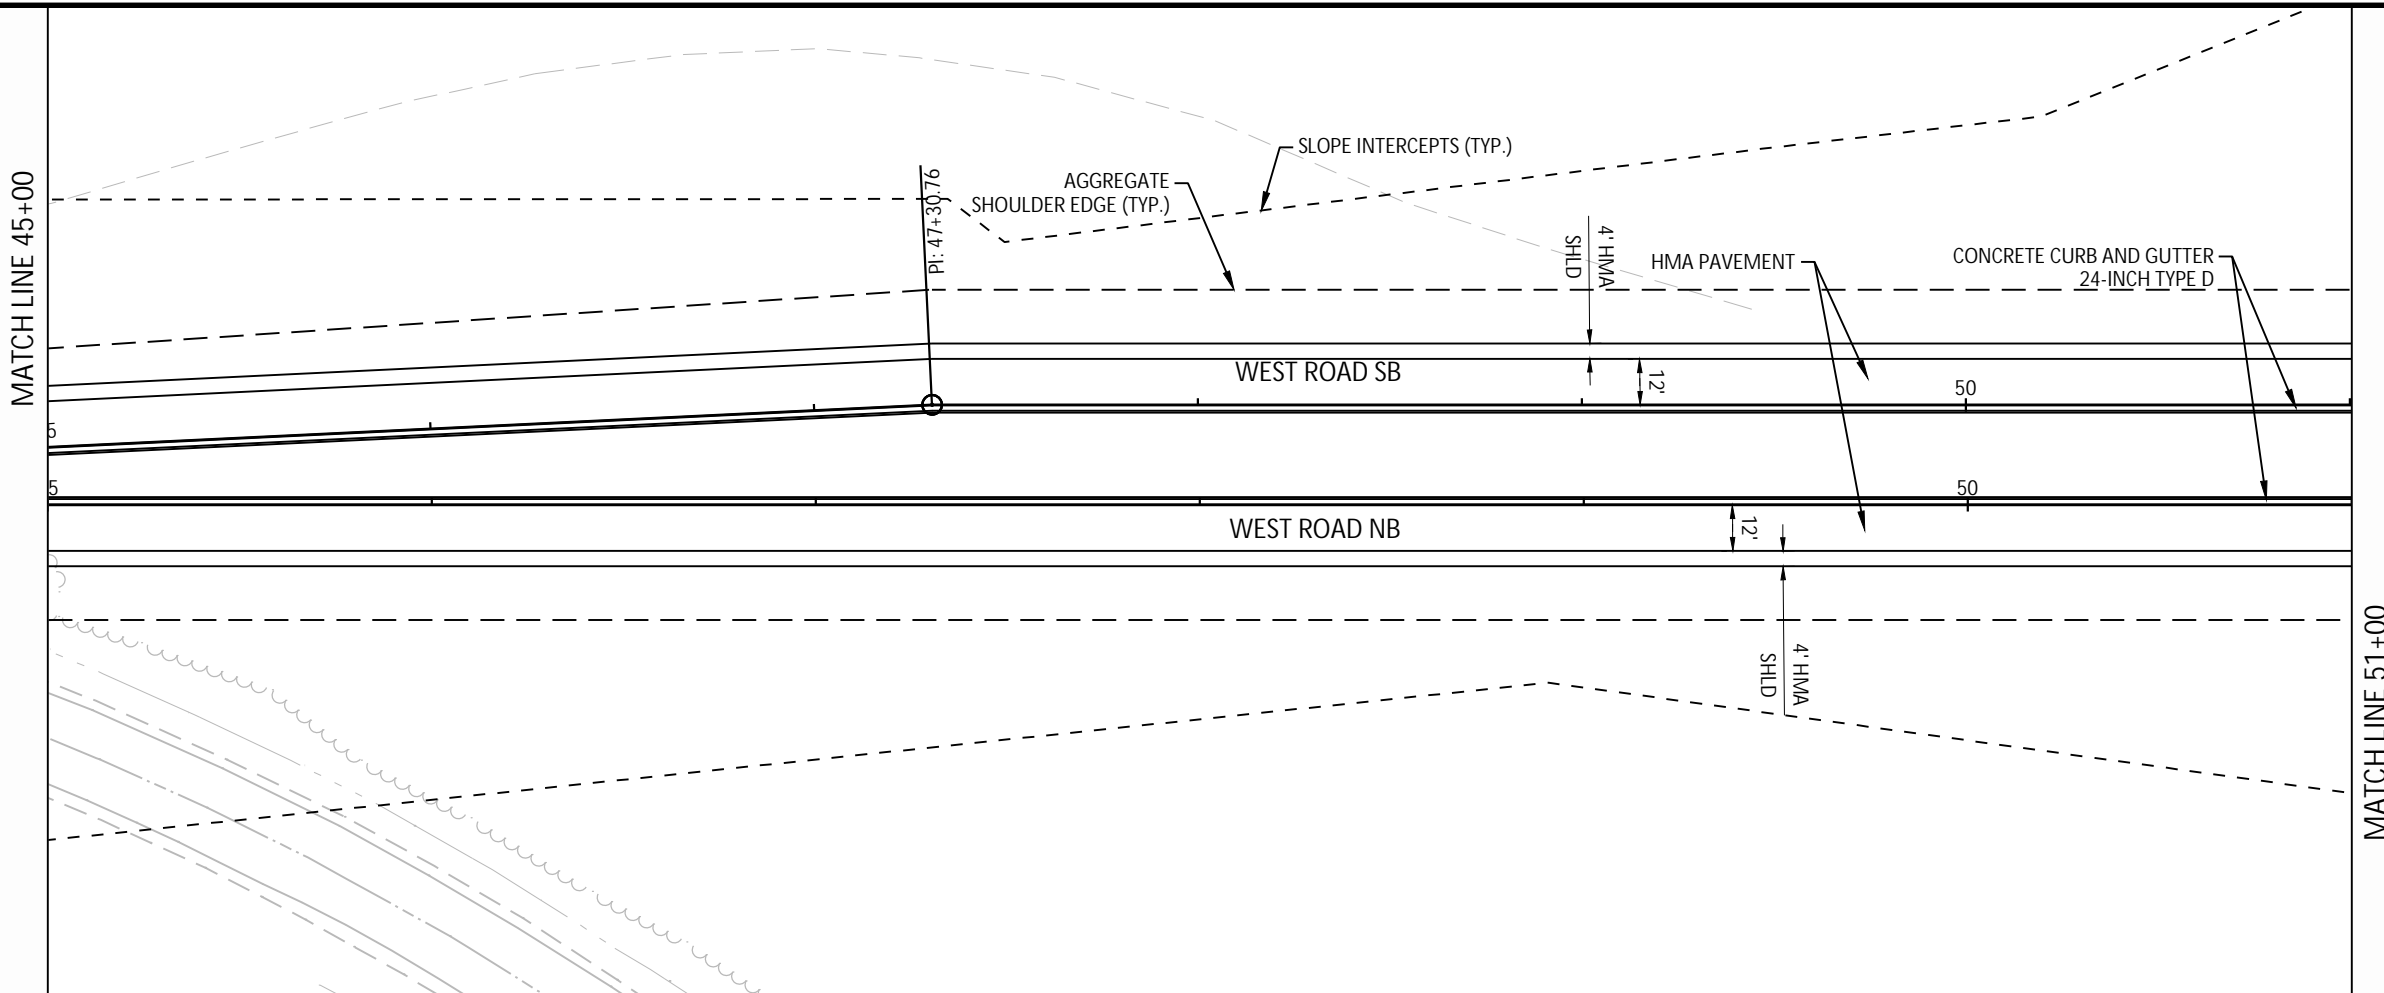 MATCH LINE 45+00
SLOPE INTERCEPTS (TYP.)
AGGREGATE
SHOULDER EDGE (TYP.)
PI: 47+30.76
4' HMA
SHLD
HMA PAVEMENT
CONCRETE CURB AND GUTTER
24-INCH TYPE D
WEST ROAD SB
12'
50
5
5
50
WEST ROAD NB
12'
4' HMA
SHLD
MATCH LINE 51+00